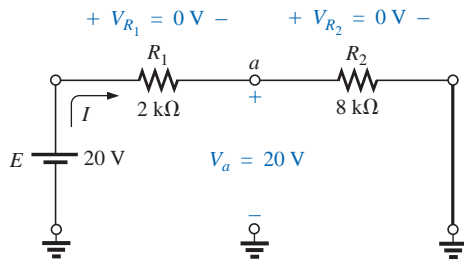 + V_{R_1} = 0 V − + V_{R_2} = 0 V −
R_1 a R_2
I 2 kΩ + 8 kΩ
E 20 V V_a = 20 V
−